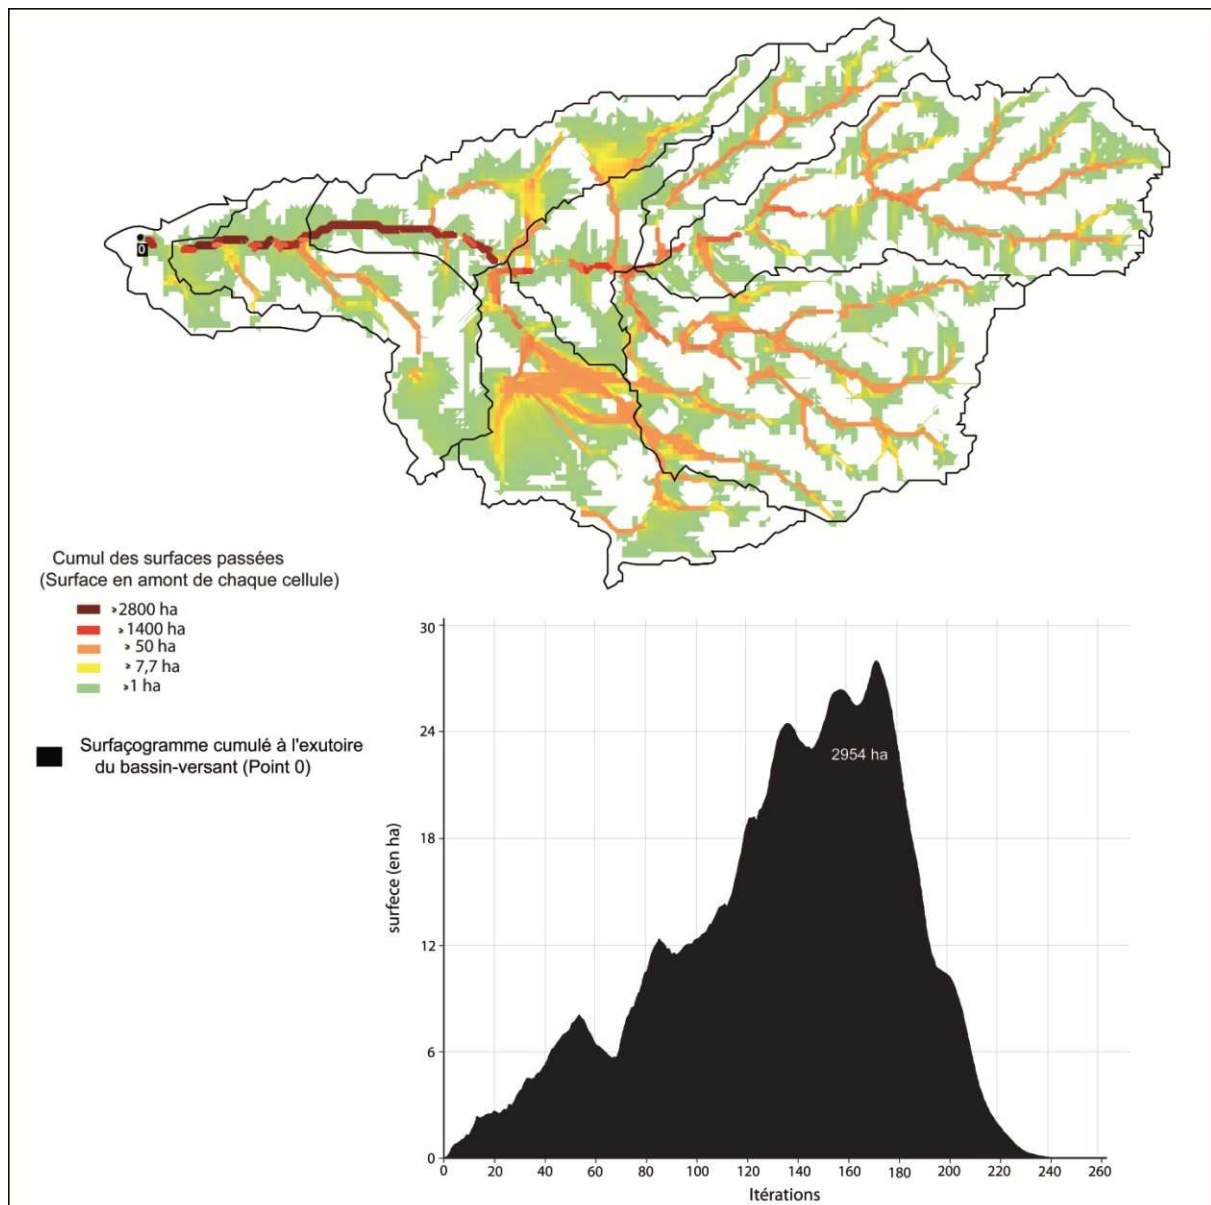 0
Cumul des surfaces passées
(Surface en amont de chaque cellule)
≥2800 ha
≥1400 ha
≥ 50 ha
≥ 7,7 ha
≥1 ha
Surfaçogramme cumulé à l'exutoire
du bassin-versant (Point 0)
30
24
18
12
6
0
surfece (en ha)
2954 ha
0 20 40 60 80 100 120 140 160 180 200 220 240 260
Itérations